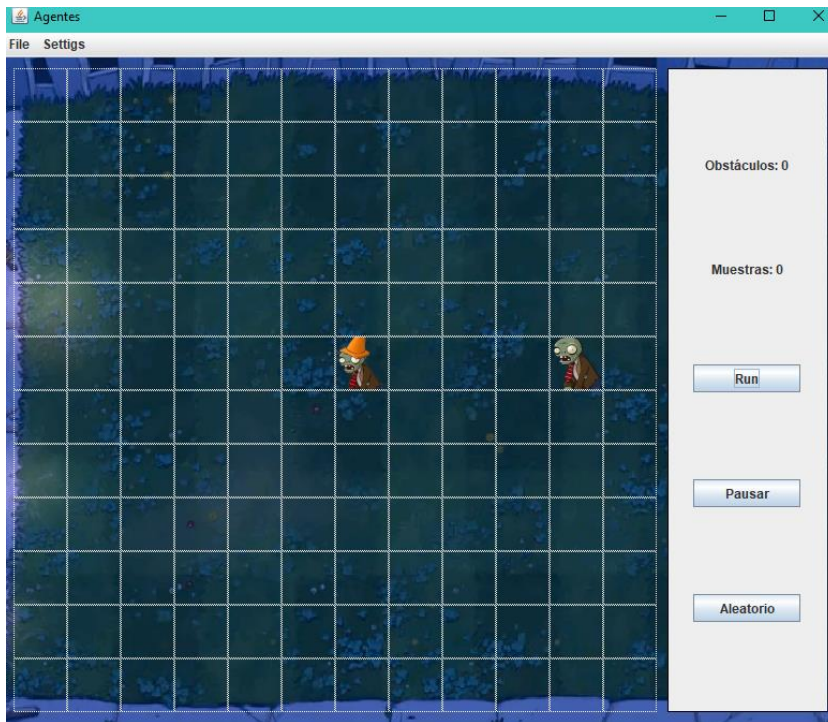 Agentes
File Settigs
Obstáculos: 0
Muestras: 0
Run
Pausar
Aleatorio